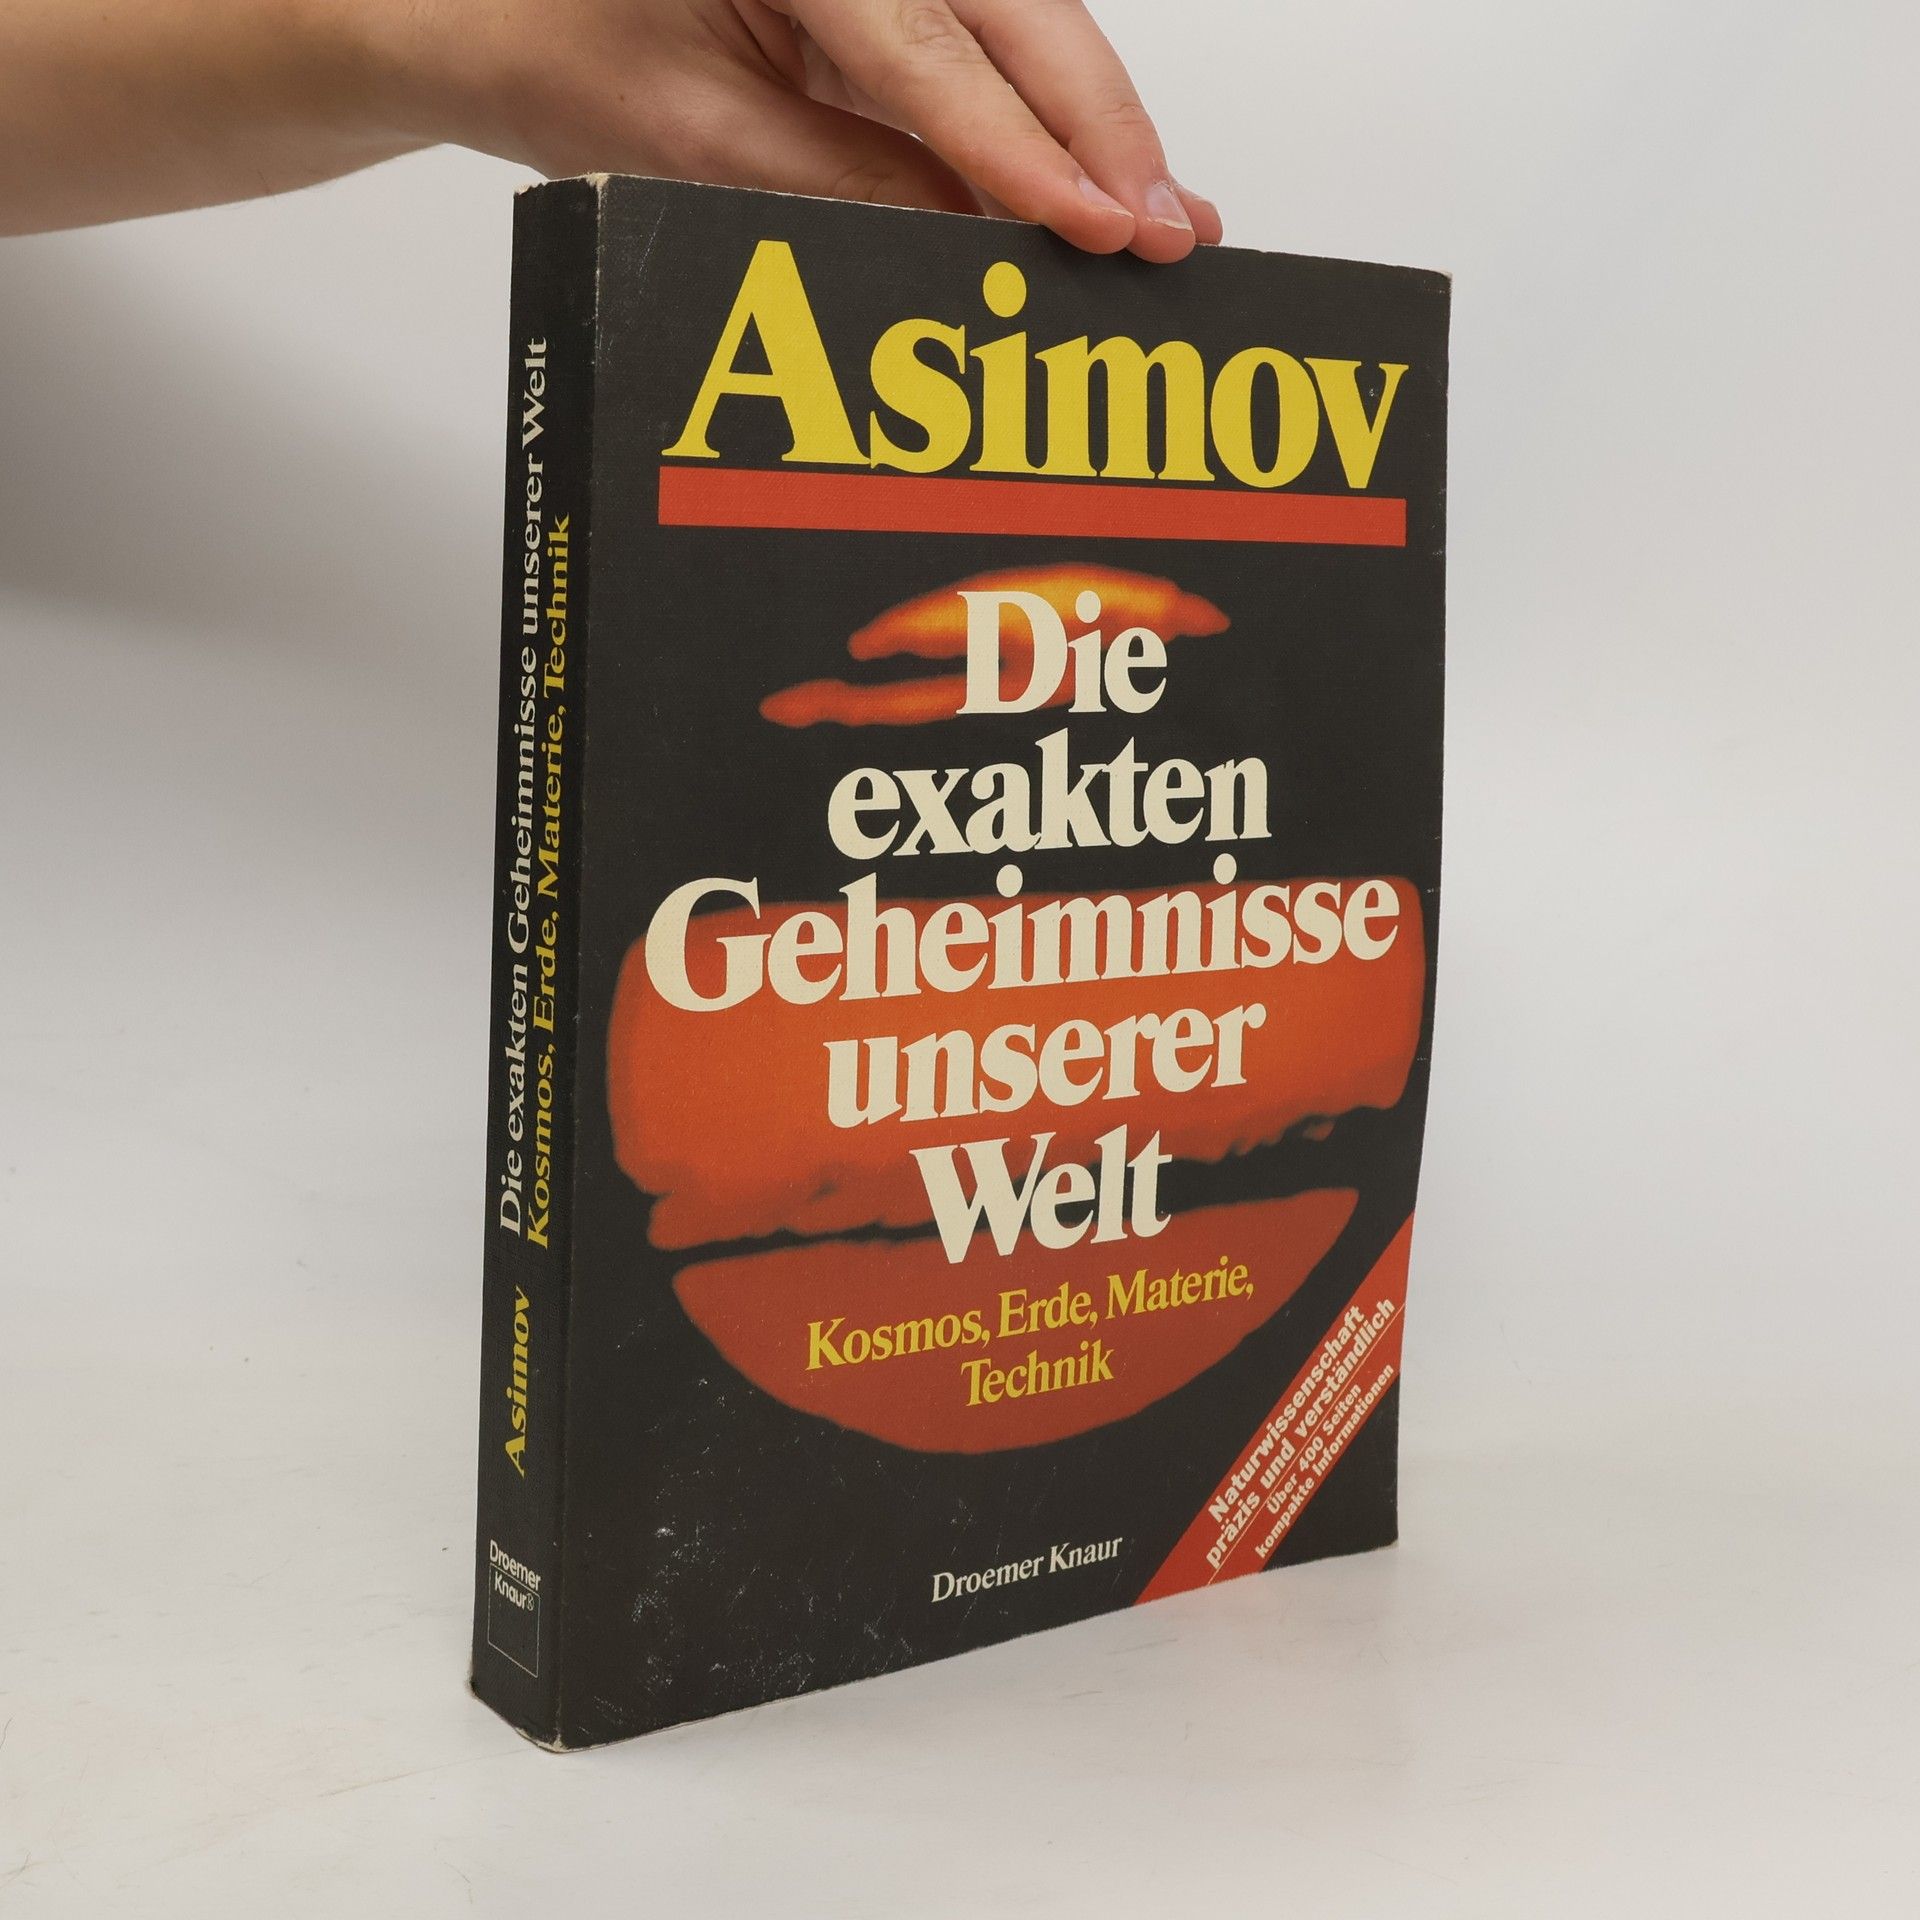 Asimov
Die
exakten
Geheimnisse
unserer
Welt
Kosmos, Erde, Materie,
Technik
Naturwissenschaft
präzis und verständlich
Über 400 Seiten
kompakte Informationen
Droemer Knaur
Die exakten Geheimnisse unserer Welt
Kosmos, Erde, Materie, Technik
Asimov
Droemer
Knaur